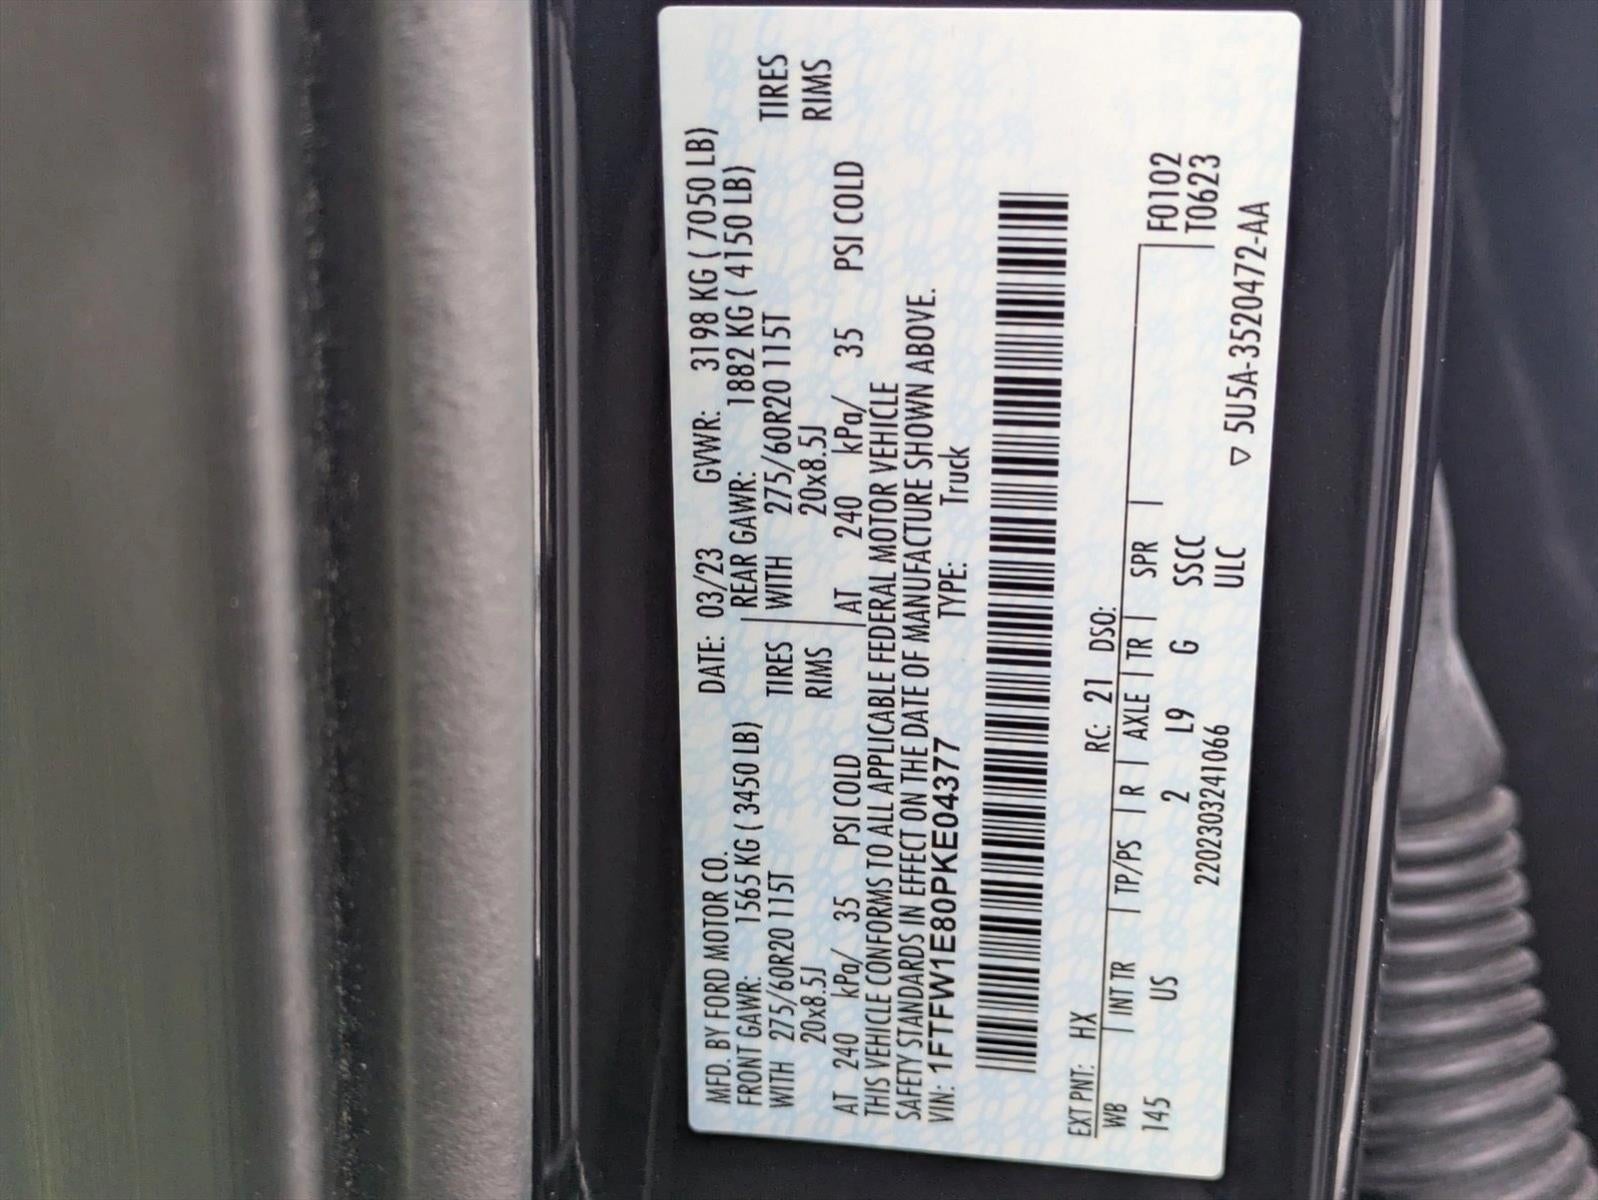 MFD. BY FORD MOTOR CO. DATE: 03/23 GVWR: 3198 KG ( 7050 LB)
FRONT GAWR: 1565 KG ( 3450 LB) REAR GAWR: 1882 KG ( 4150 LB)
WITH 275/60R20 115T TIRES WITH 275/60R20 115T TIRES
20x8.5J RIMS 20x8.5J RIMS
AT 240 kPa/ 35 PSI COLD AT 240 kPa/ 35 PSI COLD
THIS VEHICLE CONFORMS TO ALL APPLICABLE FEDERAL MOTOR VEHICLE
SAFETY STANDARDS IN EFFECT ON THE DATE OF MANUFACTURE SHOWN ABOVE.
VIN: 1FTFW1E80PKE04377 TYPE: Truck
EXT PNT: HX RC: 21 DSO:
WB INT TR TP/PS R AXLE TR SPR F0102
145 US 2 L9 G SSCC T0623
22023032410​66 ULC
▽ 5U5A-3520472-AA